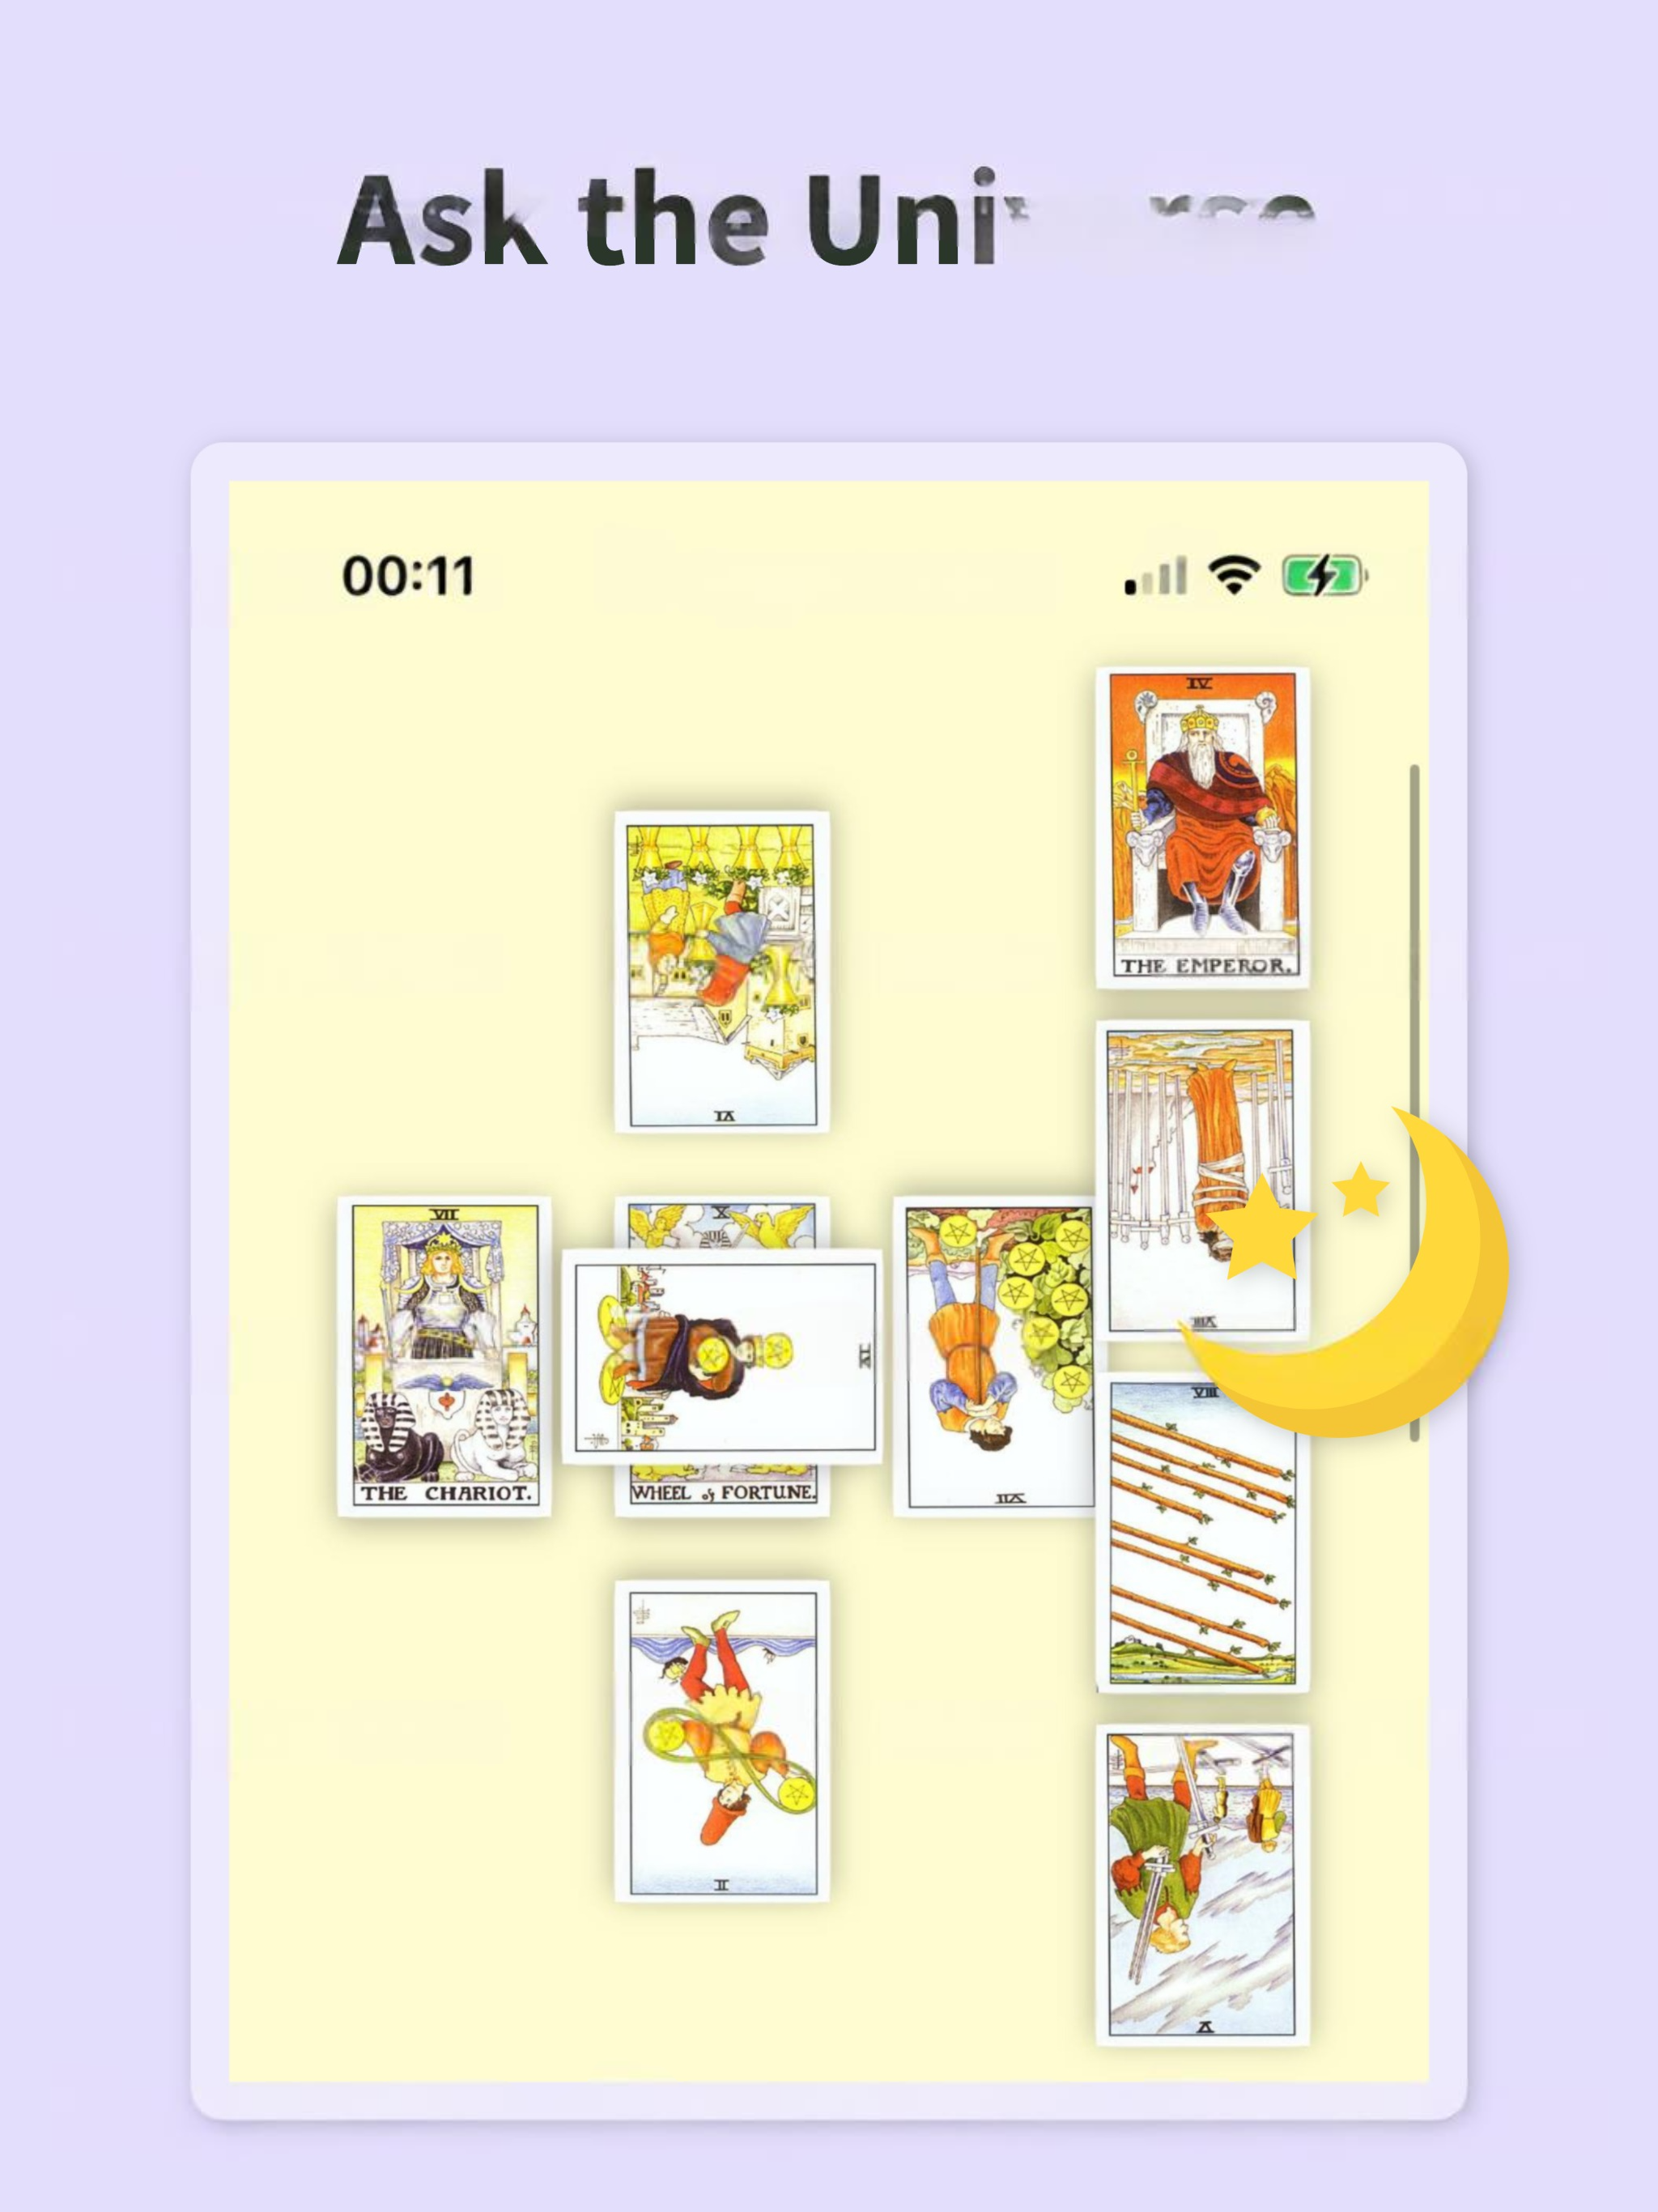 Ask the Uni
00:11
IV
THE EMPEROR.
VI
VIII
VII
THE CHARIOT.
X
WHEEL of FORTUNE.
IV
VII
VIII
II
V